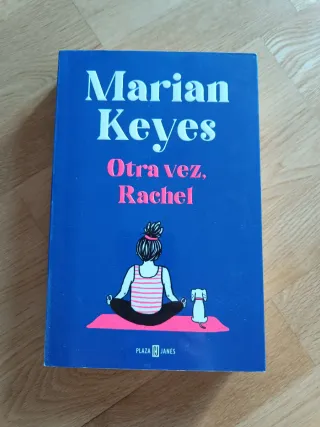 Marian
Keyes
Otra vez,
Rachel
PLAZA JANÉS